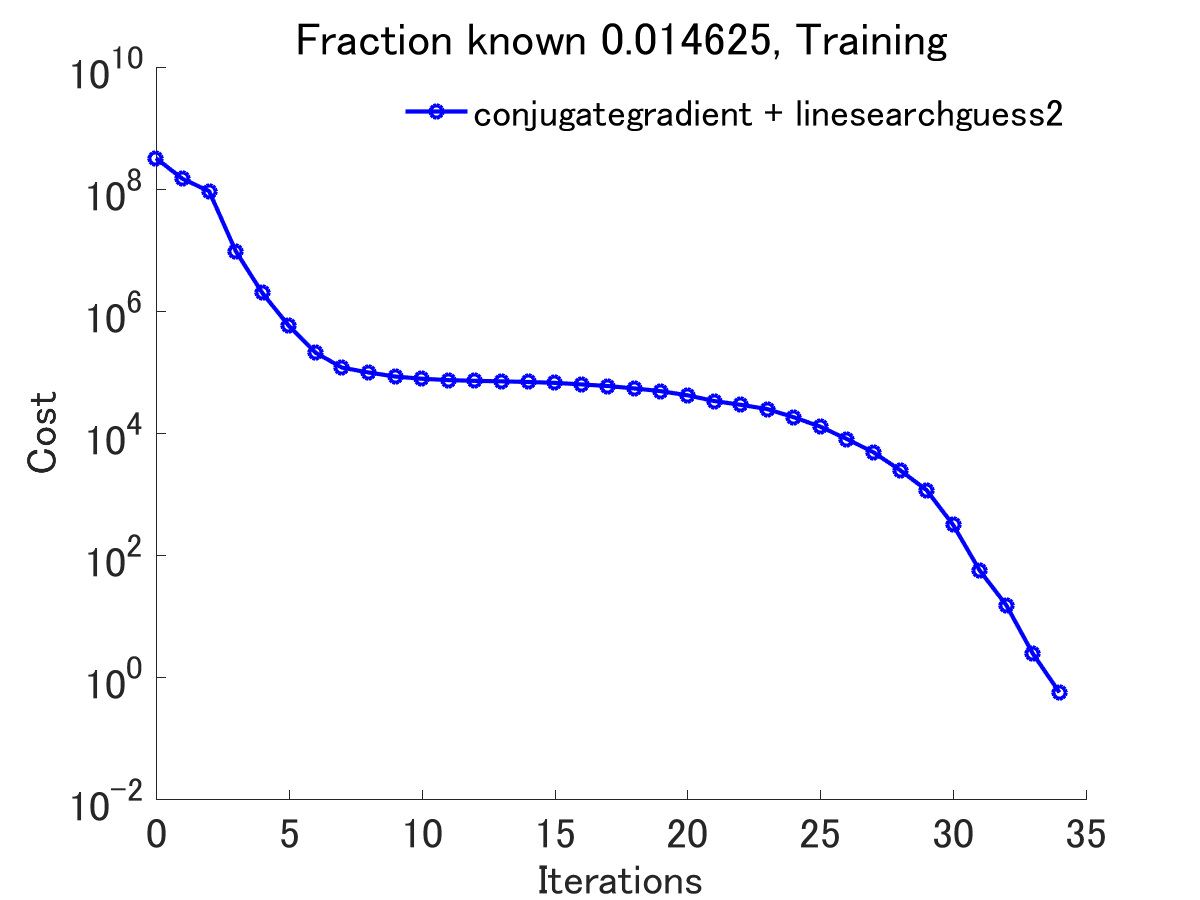 Fraction known 0.014625, Training
conjugategradient + linesearchguess2
10^10
10^8
10^6
10^4
10^2
10^0
10^-2
Cost
0 5 10 15 20 25 30 35
Iterations